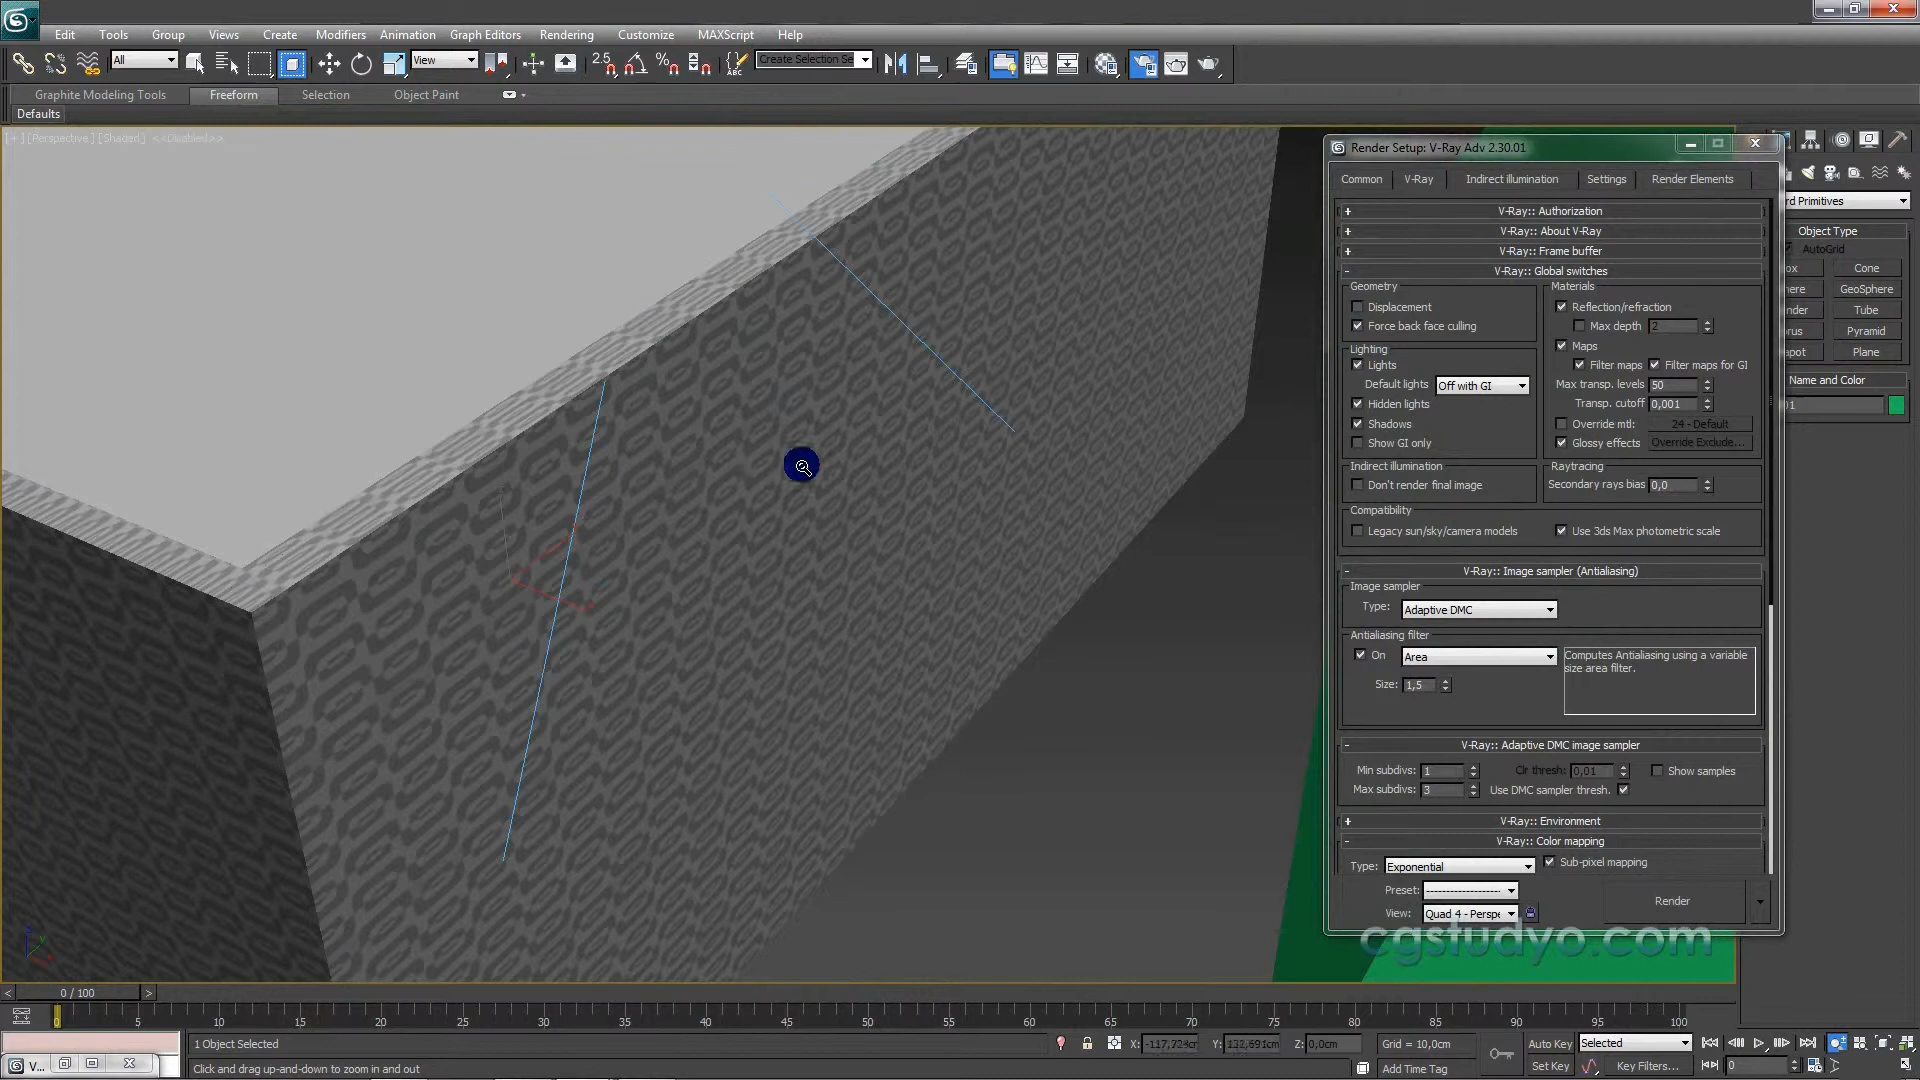 Edit Tools Group Views Create Modifiers Animation Graph Editors Rendering Customize MAXScript Help
All View 2.5 Create Selection Se
Graphite Modeling Tools Freeform Selection Object Paint
Defaults
[+] [Perspective] [Shaded] <<Disabled>>
Render Setup: V-Ray Adv 2.30.01
Common V-Ray Indirect illumination Settings Render Elements
V-Ray:: Authorization
V-Ray:: About V-Ray
V-Ray:: Frame buffer
V-Ray:: Global switches
Geometry
Displacement
Force back face culling
Lighting
Lights
Default lights Off with GI
Hidden lights
Shadows
Show GI only
Indirect illumination
Don't render final image
Compatibility
Legacy sun/sky/camera models
Use 3ds Max photometric scale
Materials
Reflection/refraction
Max depth 2
Maps
Filter maps Filter maps for GI
Max transp. levels 50
Transp. cutoff 0,001
Override mtl: 24 - Default
Glossy effects Override Exclude...
Raytracing
Secondary rays bias 0,0
V-Ray:: Image sampler (Antialiasing)
Image sampler
Type: Adaptive DMC
Antialiasing filter
On Area
Size: 1,5
Computes Antialiasing using a variable
size area filter.
V-Ray:: Adaptive DMC image sampler
Min subdivs: 1 Clr thresh: 0,01 Show samples
Max subdivs: 3 Use DMC sampler thresh.
V-Ray:: Environment
V-Ray:: Color mapping
Type: Exponential Sub-pixel mapping
Preset: --------------------
View: Quad 4 - Perspe Render
cgstudyo.com
rd Primitives
Object Type
AutoGrid
ox Cone
here GeoSphere
nder Tube
orus Pyramid
apot Plane
Name and Color
01
< 0 / 100 >
0 5 10 15 20 25 30 35 40 45 50 55 60 65 70 75 80 85 90 95 100
1 Object Selected X: -117,728cm Y: 132,691cm Z: 0,0cm Grid = 10,0cm Auto Key Selected
V... Click and drag up-and-down to zoom in and out Add Time Tag Set Key Key Filters... 0